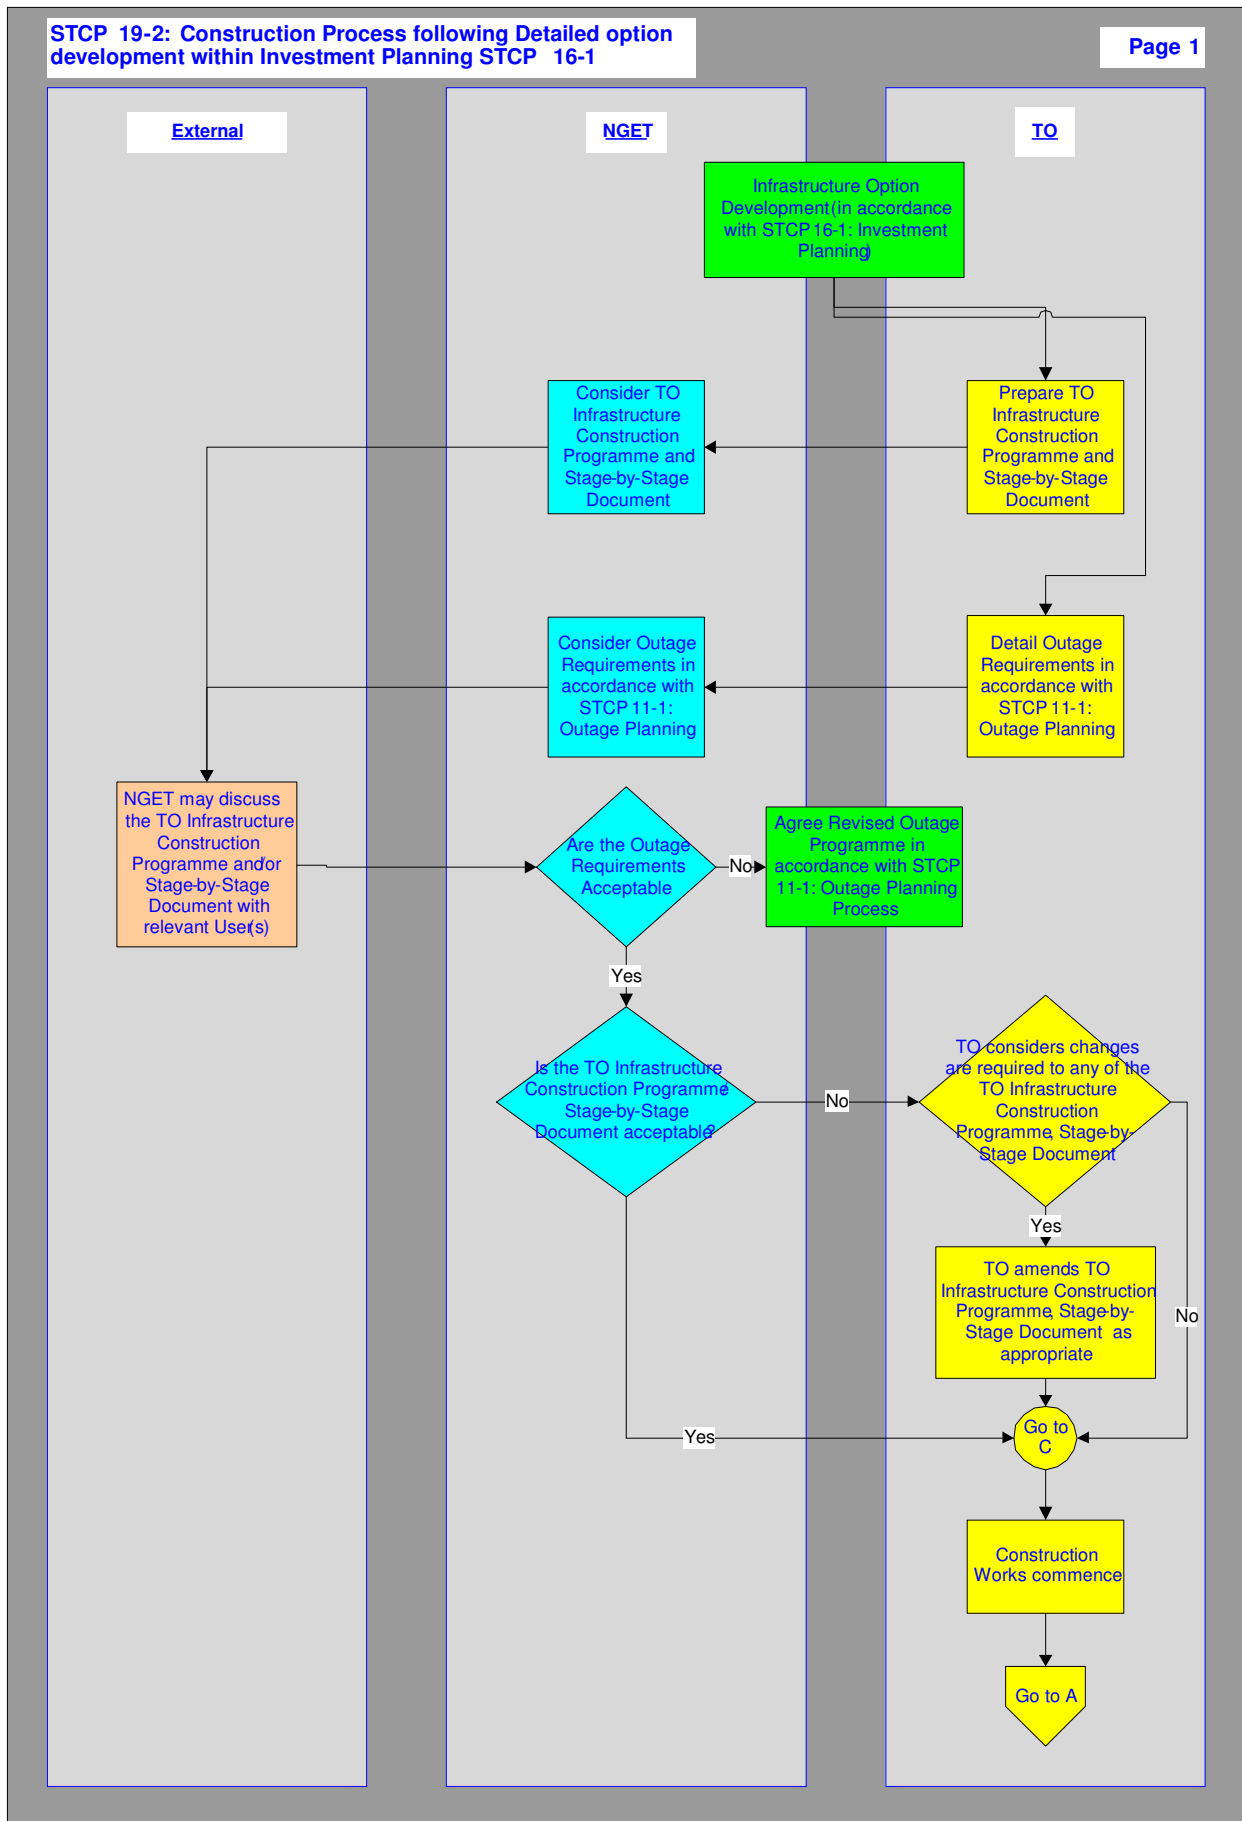 STCP 19-2: Construction Process following Detailed option
development within Investment Planning STCP 16-1
Page 1
External
NGET
TO
Infrastructure Option
Development (in accordance
with STCP 16-1: Investment
Planning)
Consider TO
Infrastructure
Construction
Programme and
Stage-by-Stage
Document
Prepare TO
Infrastructure
Construction
Programme and
Stage-by-Stage
Document
Consider Outage
Requirements in
accordance with
STCP 11-1:
Outage Planning
Detail Outage
Requirements in
accordance with
STCP 11-1:
Outage Planning
NGET may discuss
the TO Infrastructure
Construction
Programme and/or
Stage-by-Stage
Document with
relevant User(s)
Are the Outage
Requirements
Acceptable
No
Agree Revised Outage
Programme in
accordance with STCP
11-1: Outage Planning
Process
Yes
Is the TO Infrastructure
Construction Programme/
Stage-by-Stage
Document acceptable?
No
TO considers changes
are required to any of the
TO Infrastructure
Construction
Programme, Stage-by-
Stage Document
Yes
TO amends TO
Infrastructure Construction
Programme, Stage-by-
Stage Document as
appropriate
No
Yes
Go to
C
Construction
Works commence
Go to A